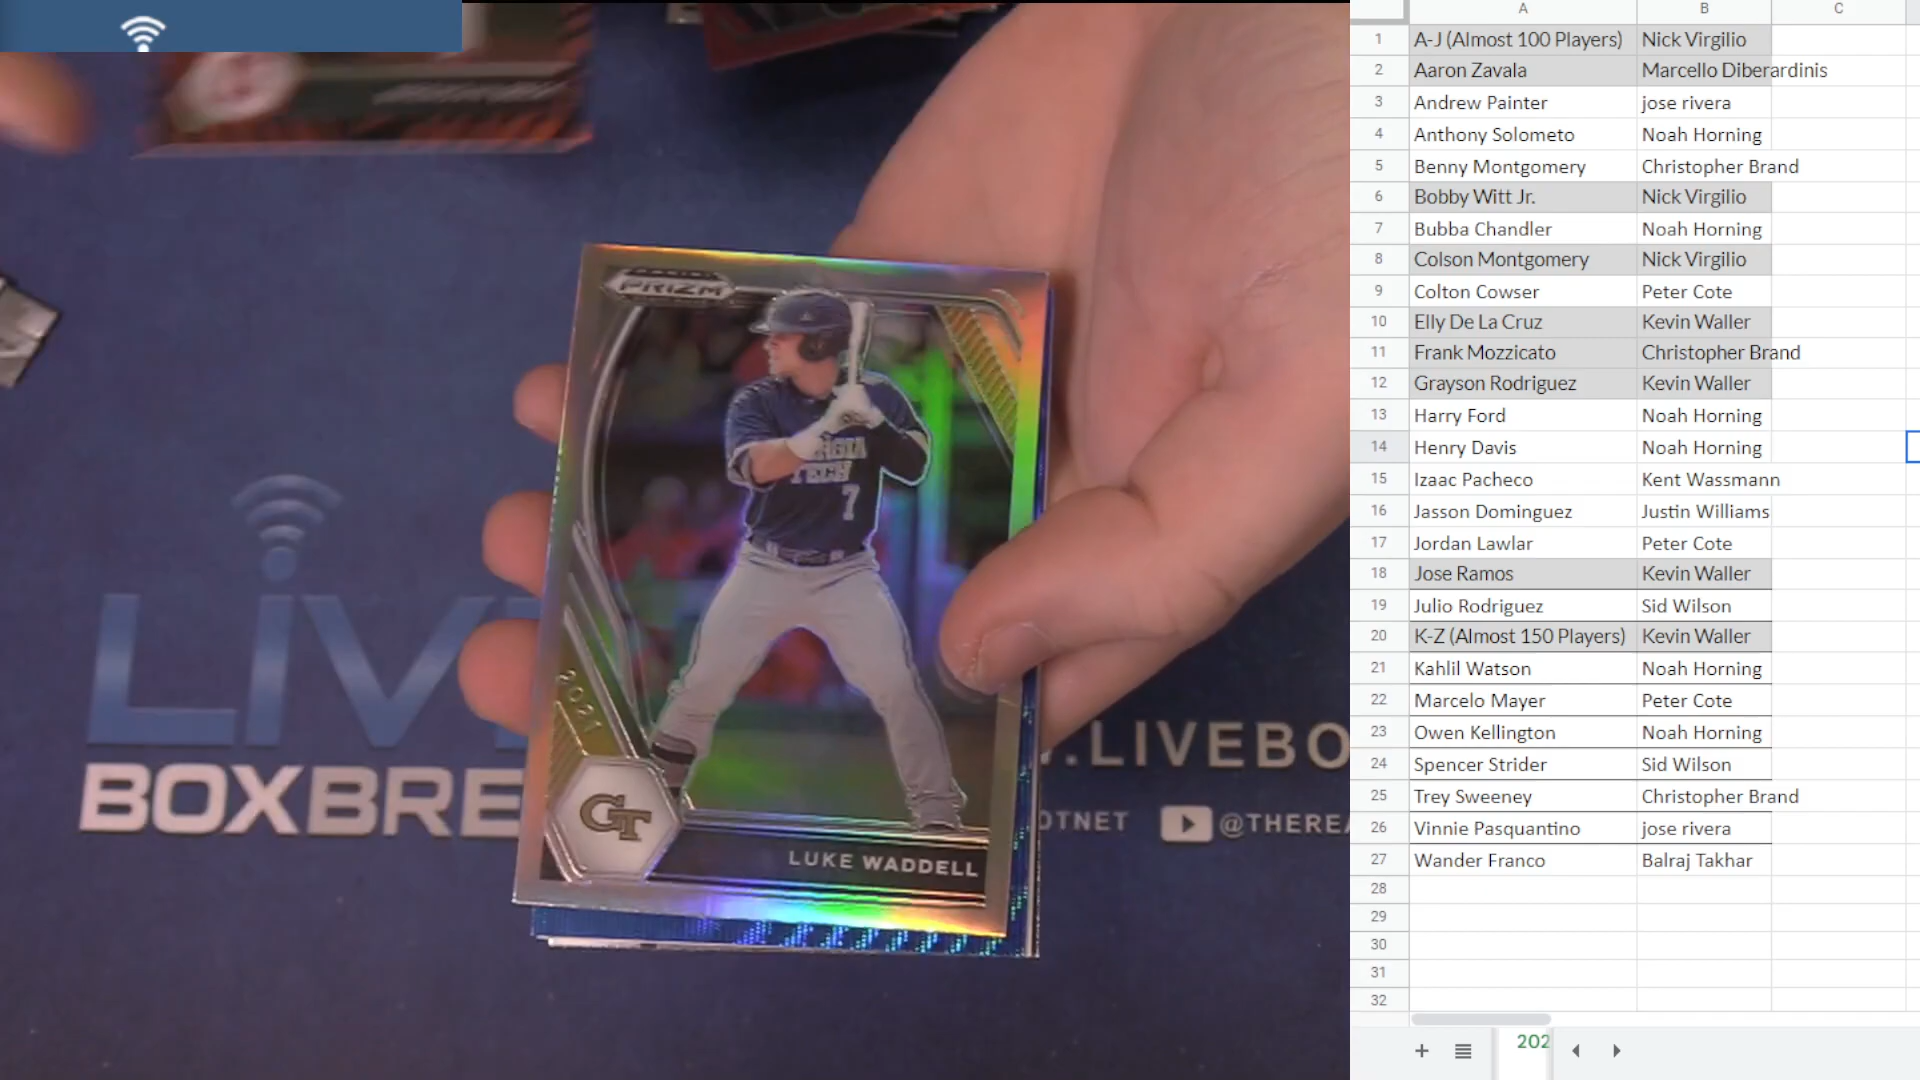 PRIZM
GIA
TECH
7
2021
GT
LUKE WADDELL
LIV
BOXBRE
.LIVEBO
OTNET
@THEREA
A
B
C
1 A-J (Almost 100 Players) Nick Virgilio
2 Aaron Zavala Marcello Diberardinis
3 Andrew Painter jose rivera
4 Anthony Solometo Noah Horning
5 Benny Montgomery Christopher Brand
6 Bobby Witt Jr. Nick Virgilio
7 Bubba Chandler Noah Horning
8 Colson Montgomery Nick Virgilio
9 Colton Cowser Peter Cote
10 Elly De La Cruz Kevin Waller
11 Frank Mozzicato Christopher Brand
12 Grayson Rodriguez Kevin Waller
13 Harry Ford Noah Horning
14 Henry Davis Noah Horning
15 Izaac Pacheco Kent Wassmann
16 Jasson Dominguez Justin Williams
17 Jordan Lawlar Peter Cote
18 Jose Ramos Kevin Waller
19 Julio Rodriguez Sid Wilson
20 K-Z (Almost 150 Players) Kevin Waller
21 Kahlil Watson Noah Horning
22 Marcelo Mayer Peter Cote
23 Owen Kellington Noah Horning
24 Spencer Strider Sid Wilson
25 Trey Sweeney Christopher Brand
26 Vinnie Pasquantino jose rivera
27 Wander Franco Balraj Takhar
28
29
30
31
32
202